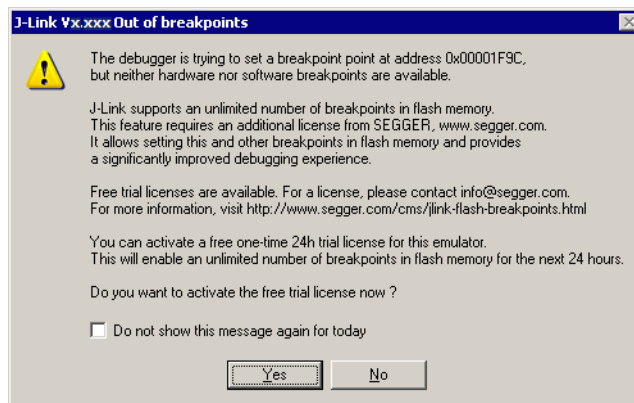 J-Link Vx.xxx Out of breakpoints
The debugger is trying to set a breakpoint point at address 0x00001F9C,
but neither hardware nor software breakpoints are available.
J-Link supports an unlimited number of breakpoints in flash memory.
This feature requires an additional license from SEGGER, www.segger.com.
It allows setting this and other breakpoints in flash memory and provides
a significantly improved debugging experience.
Free trial licenses are available. For a license, please contact info@segger.com.
For more information, visit http://www.segger.com/cms/jlink-flash-breakpoints.html
You can activate a free one-time 24h trial license for this emulator.
This will enable an unlimited number of breakpoints in flash memory for the next 24 hours.
Do you want to activate the free trial license now ?
Do not show this message again for today
Yes
No